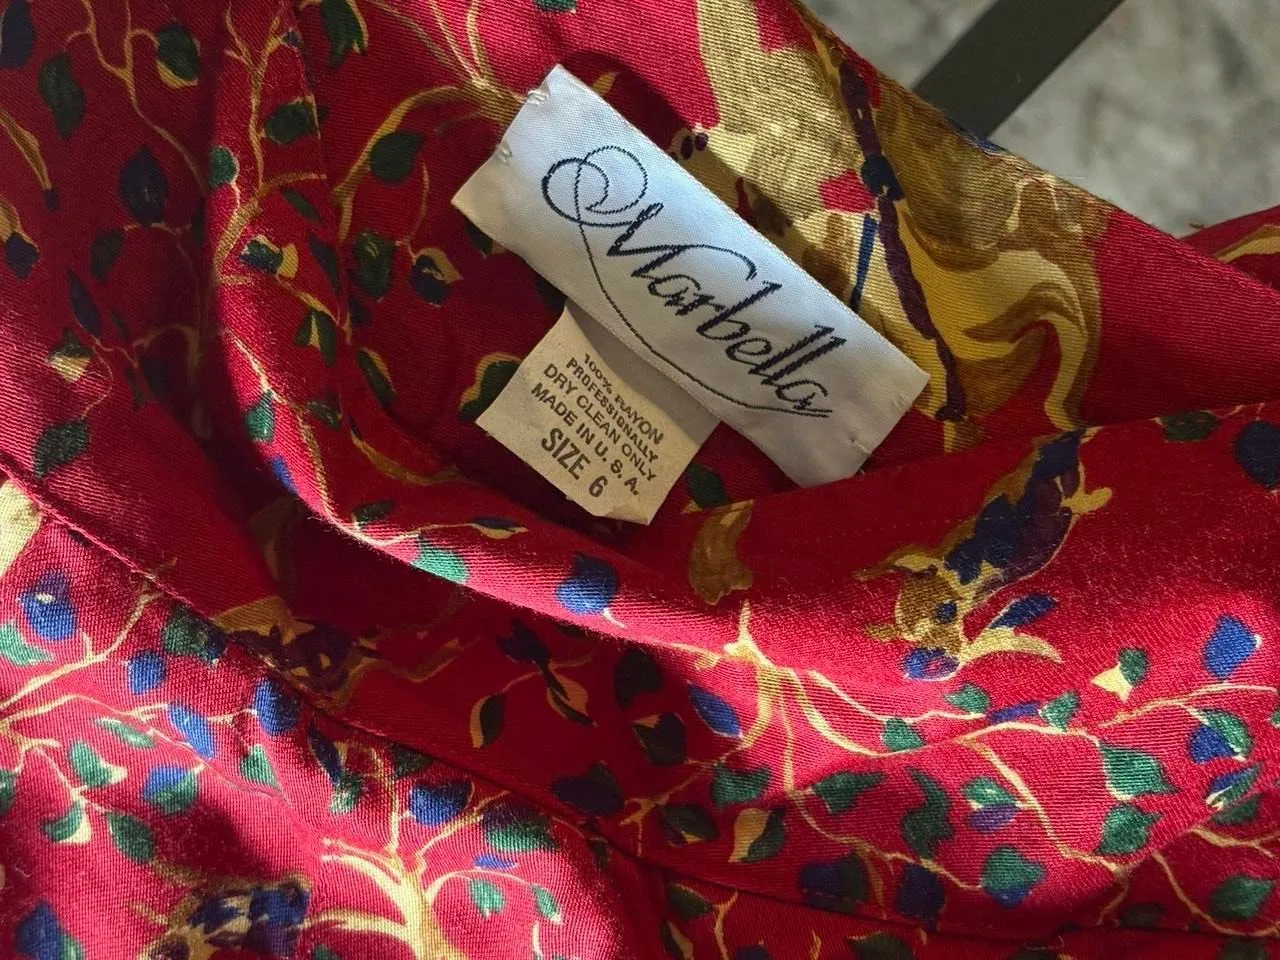 Marbella
100% RAYON
PROFESSIONALLY
DRY CLEAN ONLY
MADE IN U. S. A.
SIZE 6